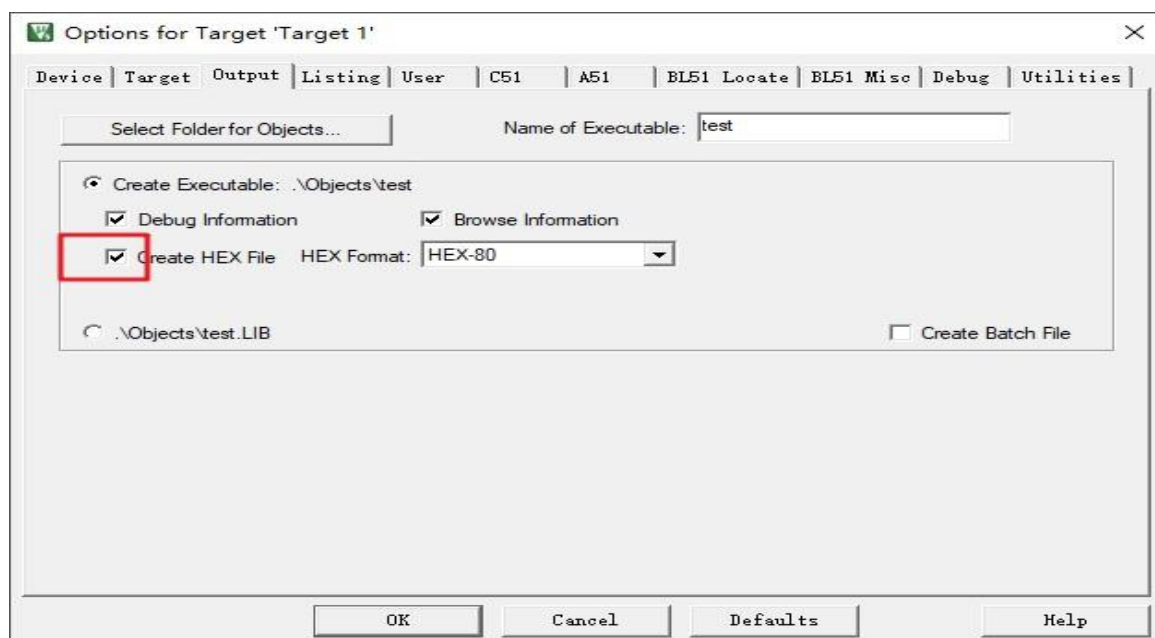 Options for Target 'Target 1'
Device Target Output Listing User C51 A51 BL51 Locate BL51 Misc Debug Utilities
Select Folder for Objects... Name of Executable: test
Create Executable: .\Objects\test
Debug Information Browse Information
Create HEX File HEX Format: HEX-80
.\Objects\test.LIB Create Batch File
OK Cancel Defaults Help